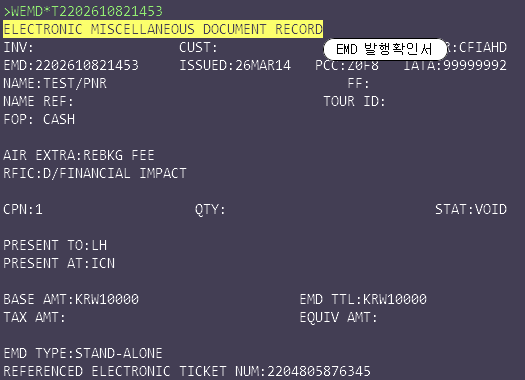 >WEMD*T2202610821453
ELECTRONIC MISCELLANEOUS DOCUMENT RECORD
INV: CUST: R:CFIAHD
EMD 발행확인서
EMD:2202610821453 ISSUED:26MAR14 PCC:Z0F8 IATA:99999992
NAME:TEST/PNR FF:
NAME REF: TOUR ID:
FOP: CASH
AIR EXTRA:REBKG FEE
RFIC:D/FINANCIAL IMPACT
CPN:1 QTY: STAT:VOID
PRESENT TO:LH
PRESENT AT:ICN
BASE AMT:KRW10000 EMD TTL:KRW10000
TAX AMT: EQUIV AMT:
EMD TYPE:STAND-ALONE
REFERENCED ELECTRONIC TICKET NUM:2204805876345